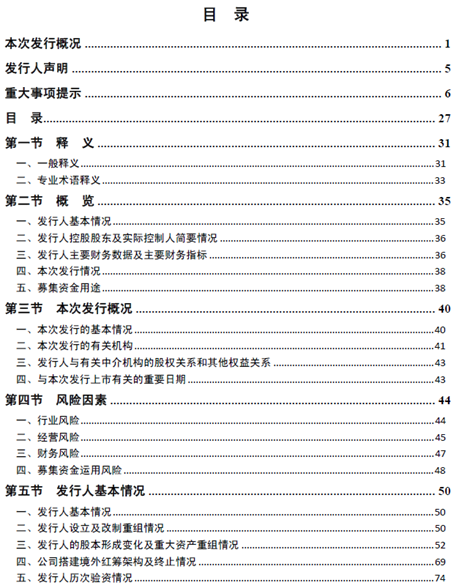 目 录
本次发行概况 1
发行人声明 5
重大事项提示 6
目 录 27
第一节 释 义 31
一、一般释义 31
二、专业术语释义 33
第二节 概 览 35
一、发行人基本情况 35
二、发行人控股股东及实际控制人简要情况 36
三、发行人主要财务数据及主要财务指标 36
四、本次发行情况 38
五、募集资金用途 38
第三节 本次发行概况 40
一、本次发行的基本情况 40
二、本次发行的有关机构 41
三、发行人与有关中介机构的股权关系和其他权益关系 43
四、与本次发行上市有关的重要日期 43
第四节 风险因素 44
一、行业风险 44
二、经营风险 45
三、财务风险 47
四、募集资金运用风险 48
第五节 发行人基本情况 50
一、发行人基本情况 50
二、发行人设立及改制重组情况 50
三、发行人的股本形成变化及重大资产重组情况 52
四、公司搭建境外红筹架构及终止情况 69
五、发行人历次验资情况 74